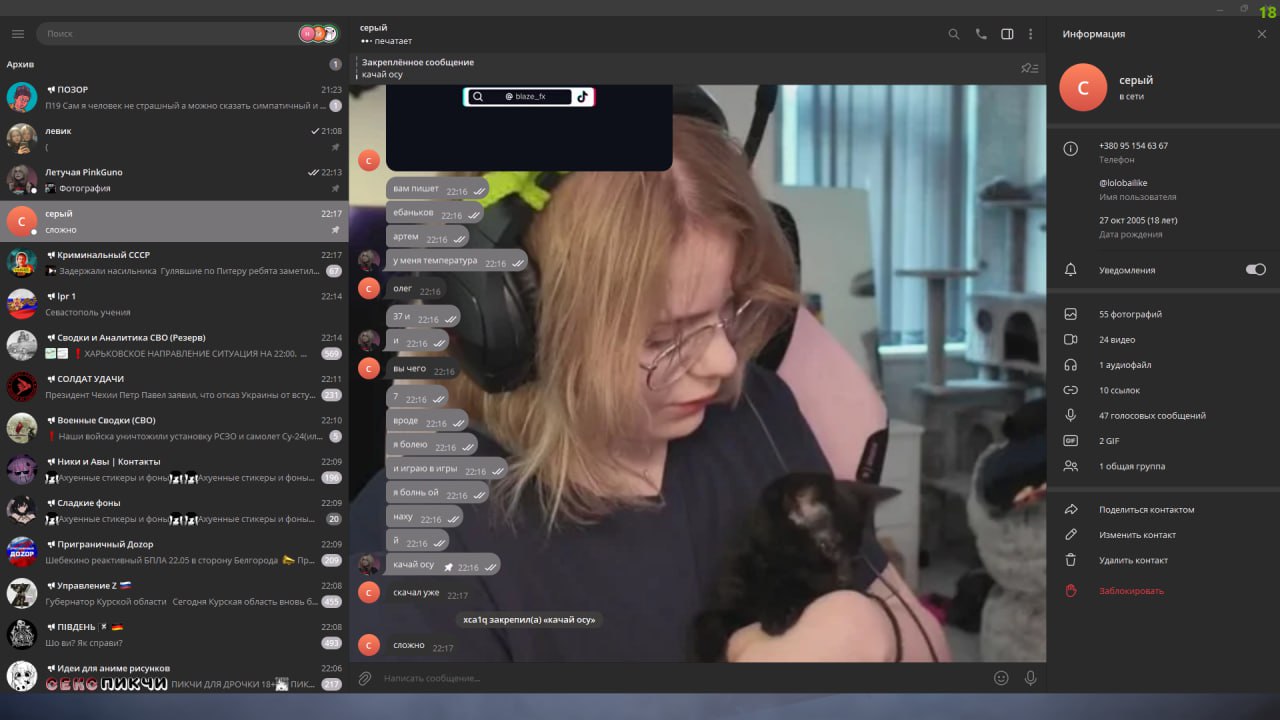 18
Поиск
Архив
1
ПОЗОР 21:23
П19 Сам я человек не страшный а можно сказать симпатичный и ... 1
левик 21:08
(
Летучая PinkGuno 22:13
Фотография
серый 22:17
сложно
Криминальный СССР 22:17
Задержали насильника Гулявшие по Питеру ребята заметил... 67
lpr 1 22:14
Севастополь учения
Сводки и Аналитика СВО (Резерв) 22:14
ХАРЬКОВСКОЕ НАПРАВЛЕНИЕ СИТУАЦИЯ НА 22:00. ... 569
СОЛДАТ УДАЧИ 22:11
Президент Чехии Петр Павел заявил, что отказ Украины от всту... 231
Военные Сводки (СВО) 22:10
Наши войска уничтожили установку РСЗО и самолет Су-24(ил... 5
Ники и Авы | Контакты 22:09
Ахуенные стикеры и фоны Ахуенные стикеры и фоны... 190
Сладкие фоны 22:09
Ахуенные стикеры и фоны Ахуенные стикеры и фоны... 20
DOZOP
Приграничный Дozор 22:09
Шебекино реактивный БПЛА 22.05 в сторону Белгорода Пр... 209
Управление Z 22:08
Губернатор Курской области Сегодня Курская область вновь б... 455
ПІВДЕНЬ 22:08
Шо ви? Як справи? 493
Идеи для аниме рисунков 22:06
СЕКС ПИКЧИ ПИКЧИ ДЛЯ ДРОЧКИ 18+ ПИК... 217
серый
печатает
Закреплённое сообщение
качай осу
@ blaze_fx
С
вам пишет 22:16
ебаньков 22:16
артем 22:16
у меня температура 22:16
С
олег 22:16
37 и 22:16
и 22:16
С
вы чего 22:16
7 22:16
вроде 22:16
я болею 22:16
и играю в игры 22:16
я болнь ой 22:16
наху 22:16
й 22:16
качай осу 22:16
С
скачал уже 22:17
xca1q закрепил(а) «качай осу»
С
сложно 22:17
Написать сообщение...
Информация
С
серый
в сети
+380 95 154 63 67
Телефон
@lolobailike
Имя пользователя
27 окт 2005 (18 лет)
Дата рождения
Уведомления
55 фотографий
24 видео
1 аудиофайл
10 ссылок
47 голосовых сообщений
GIF
2 GIF
1 общая группа
Поделиться контактом
Изменить контакт
Удалить контакт
Заблокировать